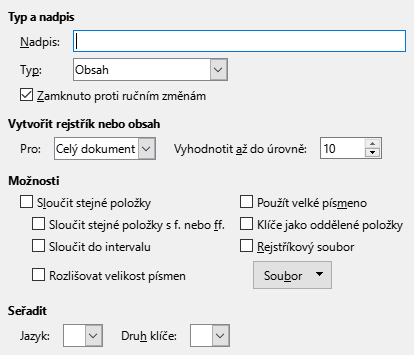 Typ a nadpis
Nadpis:
Typ: Obsah
Zamknuto proti ručním změnám
Vytvořit rejstřík nebo obsah
Pro: Celý dokument Vyhodnotit až do úrovně: 10
Možnosti
Sloučit stejné položky Použít velké písmeno
Sloučit stejné položky s f. nebo ff. Klíče jako oddělené položky
Sloučit do intervalu Rejstříkový soubor
Rozlišovat velikost písmen Soubor
Seřadit
Jazyk: Druh klíče: